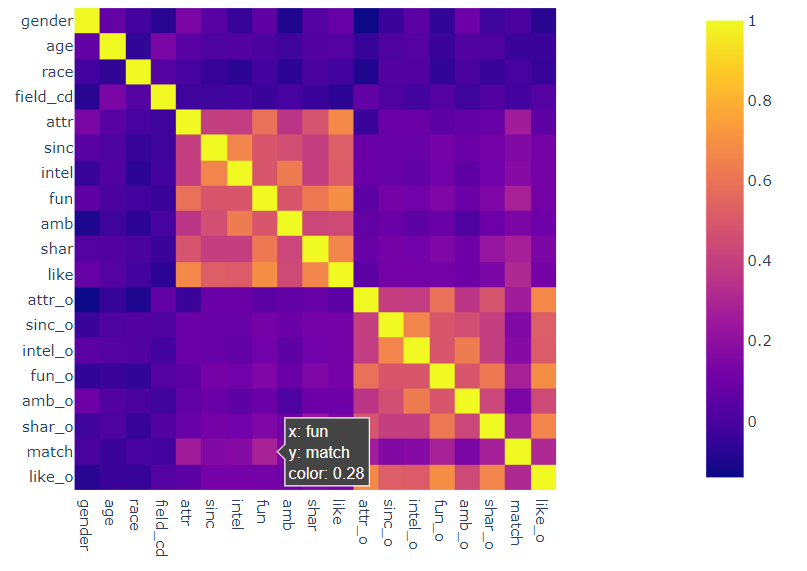 gender
age
race
field_cd
attr
sinc
intel
fun
amb
shar
like
attr_o
sinc_o
intel_o
fun_o
amb_o
shar_o
match
like_o
x: fun
y: match
color: 0.28
gender
age
race
field_cd
attr
sinc
intel
fun
amb
shar
like
attr_o
sinc_o
intel_o
fun_o
amb_o
shar_o
match
like_o
1
0.8
0.6
0.4
0.2
0